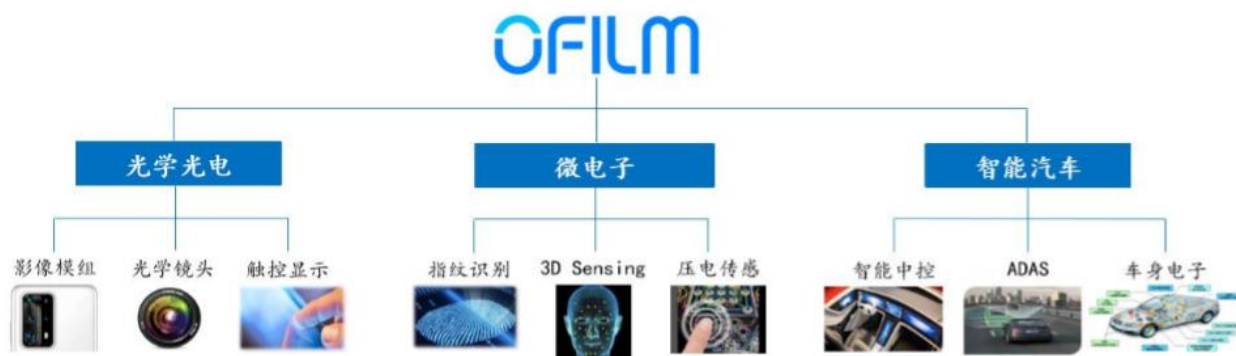 OFILM
光学光电
微电子
智能汽车
影像模组
光学镜头
触控显示
指纹识别
3D Sensing
压电传感
智能中控
ADAS
车身电子